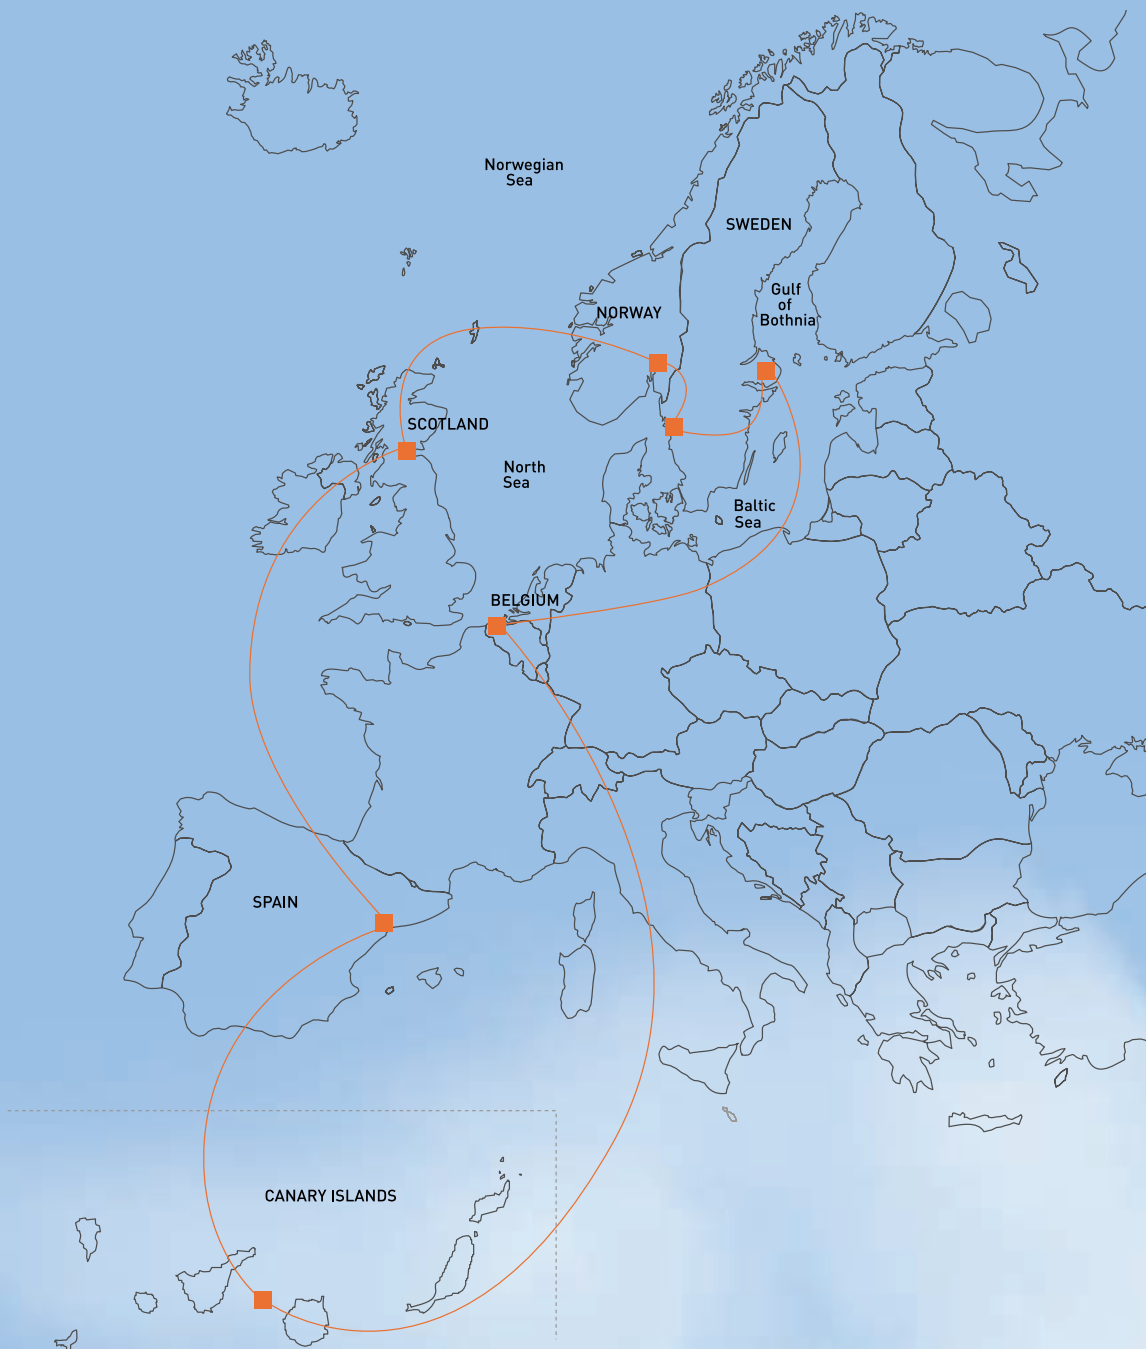 Norwegian
Sea
SWEDEN
Gulf
of
Bothnia
NORWAY
SCOTLAND
North
Sea
Baltic
Sea
BELGIUM
SPAIN
CANARY ISLANDS